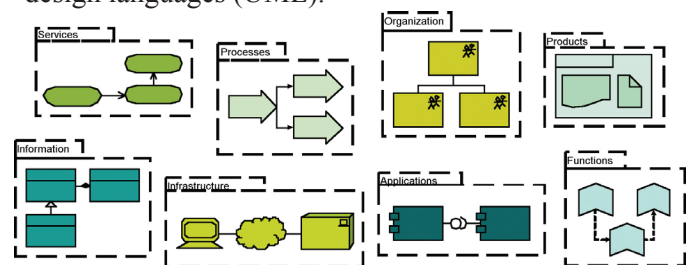 design languages (UML).
Services
Processes
Organization
Products
Information
Infrastructure
Applications
Functions